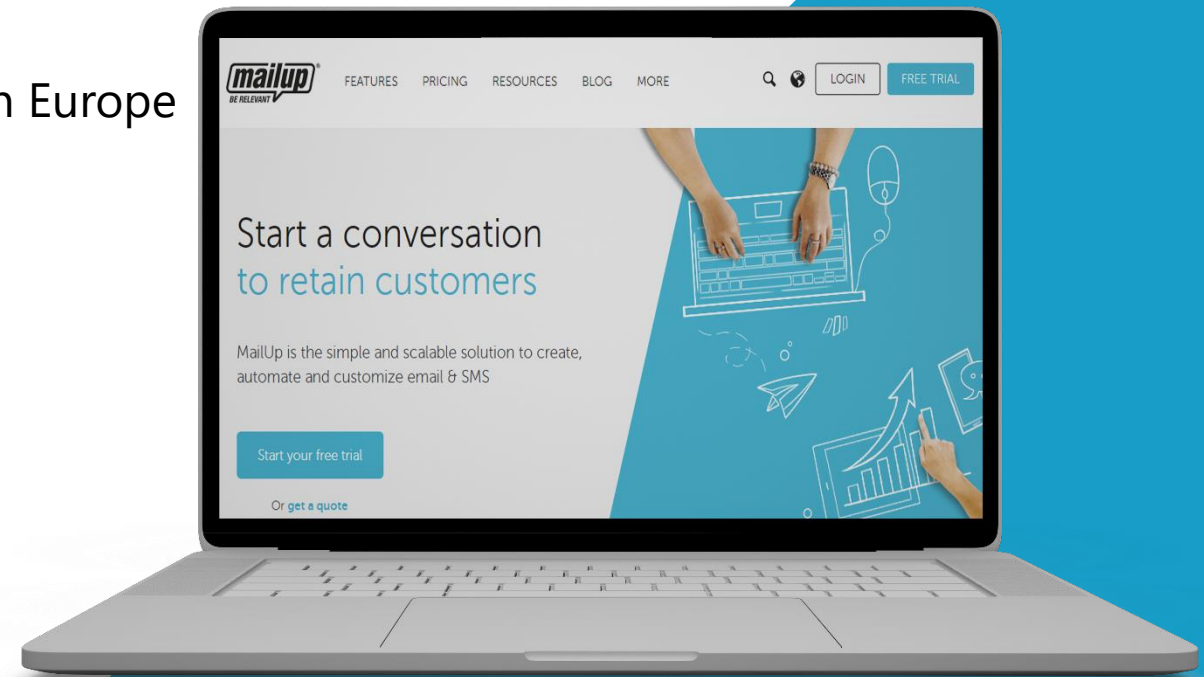 n Europe
mailup
BE RELEVANT
FEATURES PRICING RESOURCES BLOG MORE LOGIN FREE TRIAL
Start a conversation
to retain customers
MailUp is the simple and scalable solution to create,
automate and customize email & SMS
Start your free trial
Or get a quote